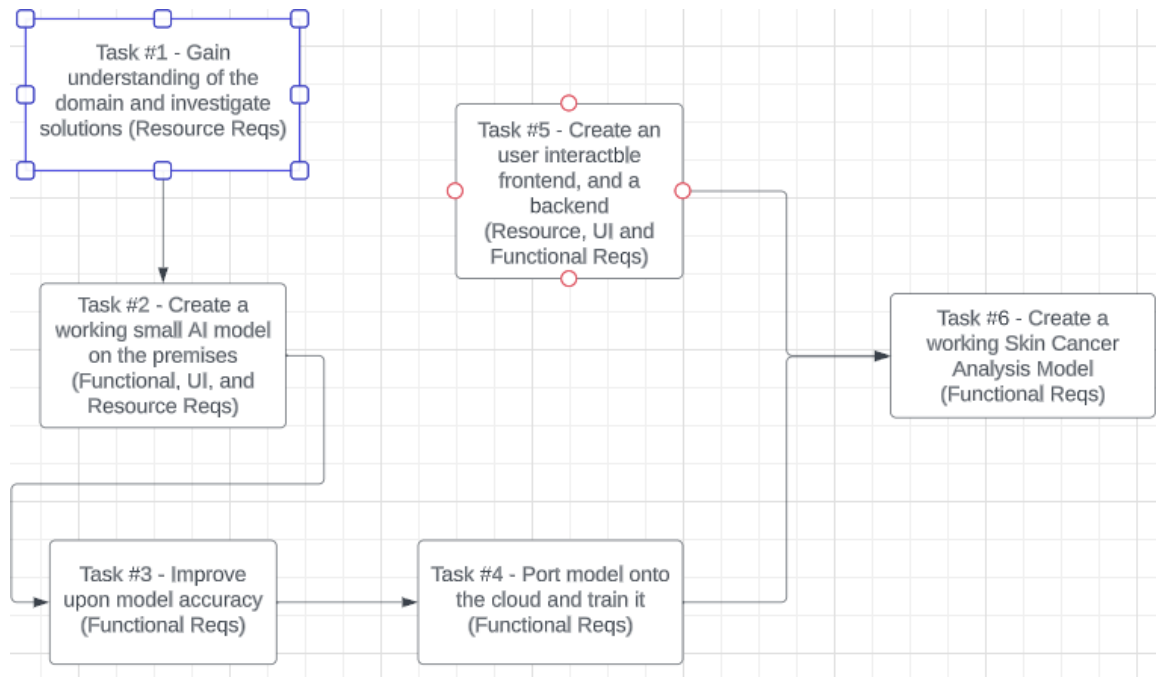 Task #1 - Gain
understanding of the
domain and investigate
solutions (Resource Reqs)
Task #2 - Create a
working small AI model
on the premises
(Functional, UI, and
Resource Reqs)
Task #3 - Improve
upon model accuracy
(Functional Reqs)
Task #4 - Port model onto
the cloud and train it
(Functional Reqs)
Task #5 - Create an
user interactble
frontend, and a
backend
(Resource, UI and
Functional Reqs)
Task #6 - Create a
working Skin Cancer
Analysis Model
(Functional Reqs)